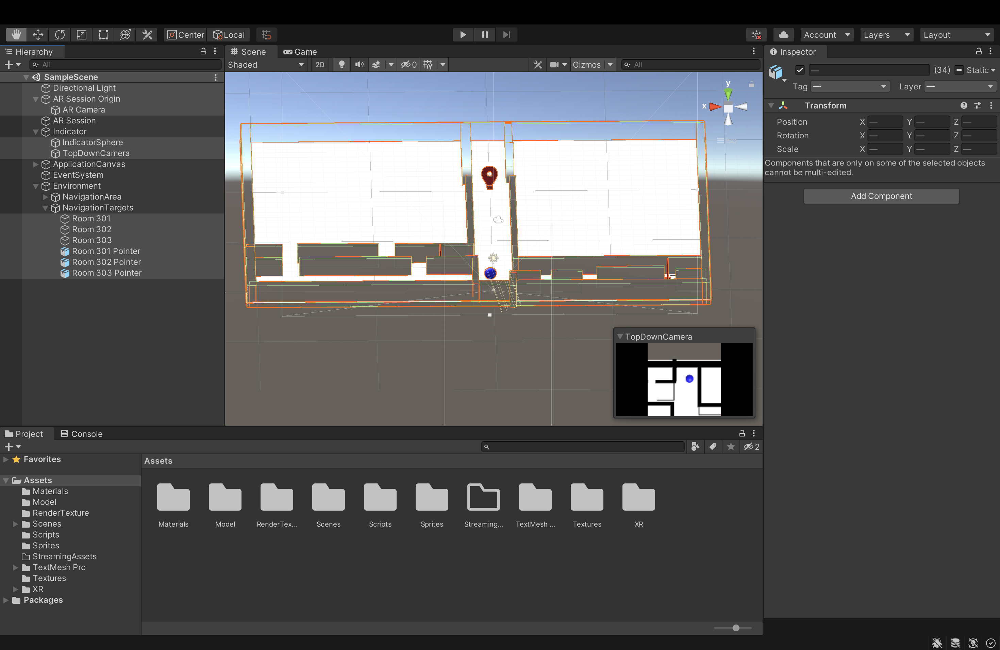 Center
Local
Account
Layers
Layout
Hierarchy
All
SampleScene
Directional Light
AR Session Origin
AR Camera
AR Session
Indicator
IndicatorSphere
TopDownCamera
ApplicationCanvas
EventSystem
Environment
NavigationArea
NavigationTargets
Room 301
Room 302
Room 303
Room 301 Pointer
Room 302 Pointer
Room 303 Pointer
Scene
Game
Shaded
2D
0
Gizmos
All
y
x
Iso
TopDownCamera
Inspector
—
(34)
Static
Tag —
Layer —
Transform
Position X — Y — Z —
Rotation X — Y — Z —
Scale X — Y — Z —
Components that are only on some of the selected objects
cannot be multi-edited.
Add Component
Project
Console
2
Favorites
Assets
Materials
Model
RenderTexture
Scenes
Scripts
Sprites
StreamingAssets
TextMesh Pro
Textures
XR
Packages
Assets
Materials
Model
RenderTex...
Scenes
Scripts
Sprites
Streaming...
TextMesh ...
Textures
XR